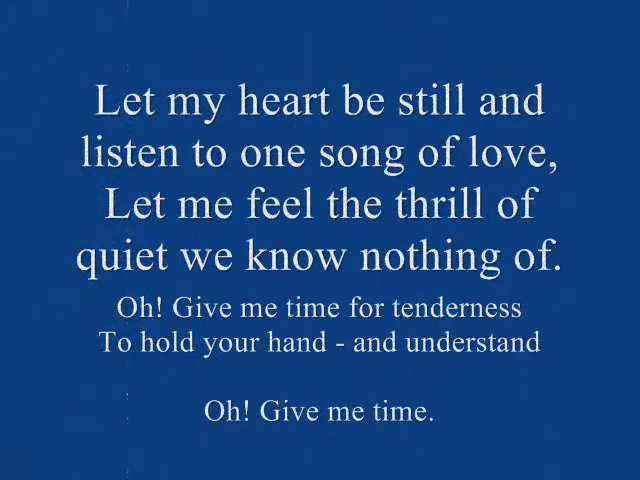 Let my heart be still and
listen to one song of love,
Let me feel the thrill of
quiet we know nothing of.
Oh! Give me time for tenderness
To hold your hand - and understand
Oh! Give me time.